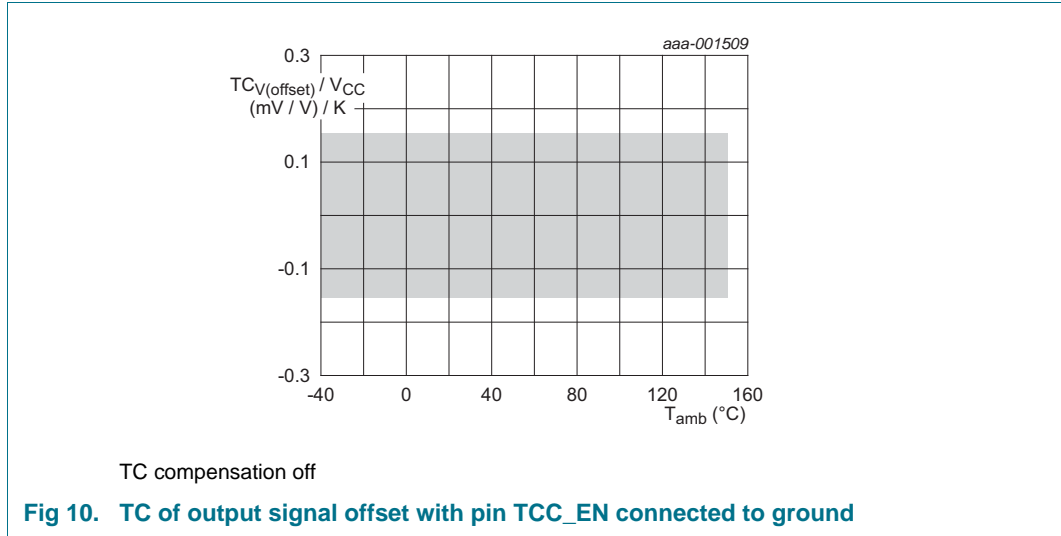 aaa-001509
0.3
TCV(offset) / VCC
(mV / V) / K
0.1
-0.1
-0.3
-40 0 40 80 120 160
Tamb (°C)
TC compensation off
Fig 10. TC of output signal offset with pin TCC_EN connected to ground